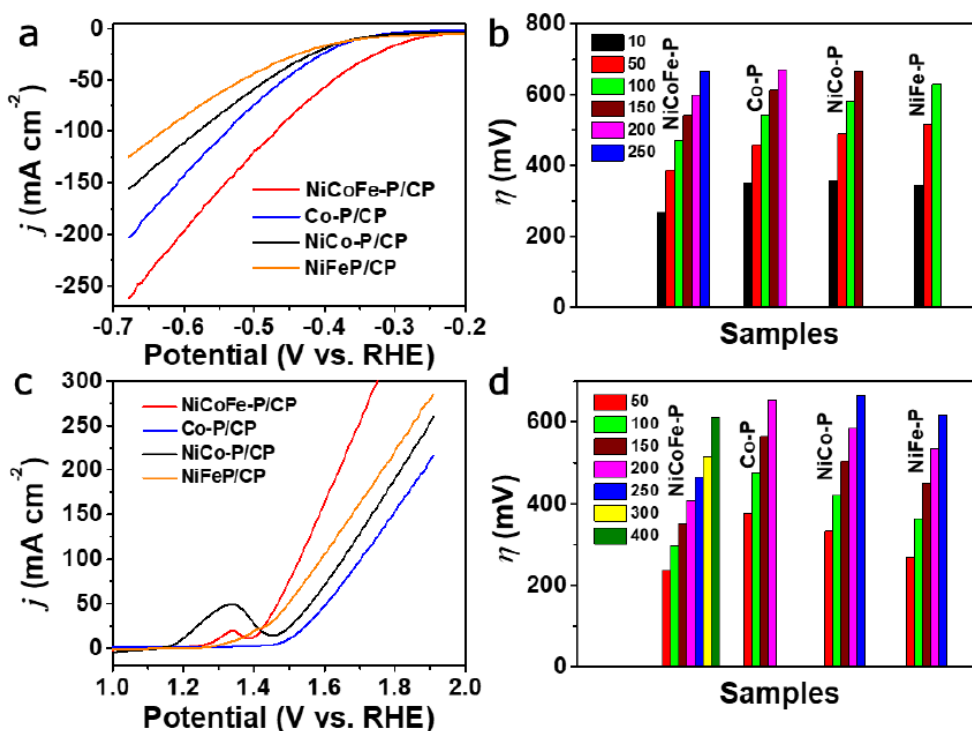 a
0
-50
-100
-150
-200
-250
j (mA cm⁻²)
NiCoFe-P/CP
Co-P/CP
NiCo-P/CP
NiFeP/CP
-0.7 -0.6 -0.5 -0.4 -0.3 -0.2
Potential (V vs. RHE)
b
800
600
400
200
0
η (mV)
10
50
100
150
200
250
NiCoFe-P
Co-P
NiCo-P
NiFe-P
Samples
c
300
250
200
150
100
50
0
j (mA cm⁻²)
NiCoFe-P/CP
Co-P/CP
NiCo-P/CP
NiFeP/CP
1.0 1.2 1.4 1.6 1.8 2.0
Potential (V vs. RHE)
d
600
400
200
0
η (mV)
50
100
150
200
250
300
400
NiCoFe-P
Co-P
NiCo-P
NiFe-P
Samples